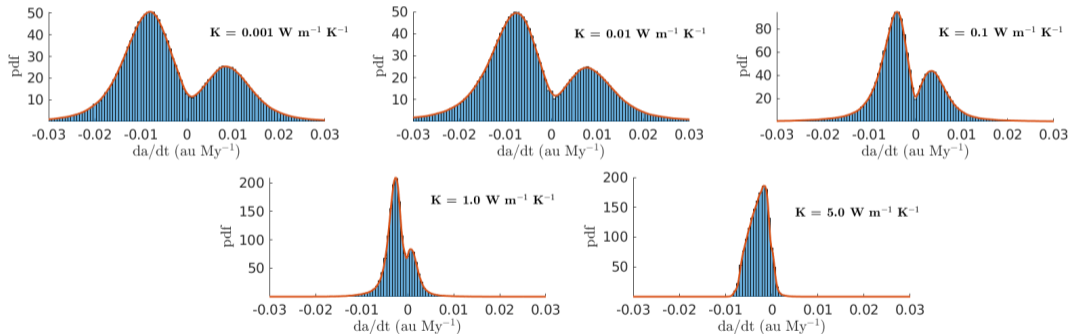 50
40
30
20
10
pdf
K = 0.001 W m⁻¹ K⁻¹
-0.03 -0.02 -0.01 0 0.01 0.02 0.03
da/dt (au My⁻¹)
50
40
30
20
10
pdf
K = 0.01 W m⁻¹ K⁻¹
-0.03 -0.02 -0.01 0 0.01 0.02 0.03
da/dt (au My⁻¹)
80
60
40
20
pdf
K = 0.1 W m⁻¹ K⁻¹
-0.03 -0.02 -0.01 0 0.01 0.02 0.03
da/dt (au My⁻¹)
200
150
100
50
pdf
K = 1.0 W m⁻¹ K⁻¹
-0.03 -0.02 -0.01 0 0.01 0.02 0.03
da/dt (au My⁻¹)
200
150
100
50
pdf
K = 5.0 W m⁻¹ K⁻¹
-0.03 -0.02 -0.01 0 0.01 0.02 0.03
da/dt (au My⁻¹)